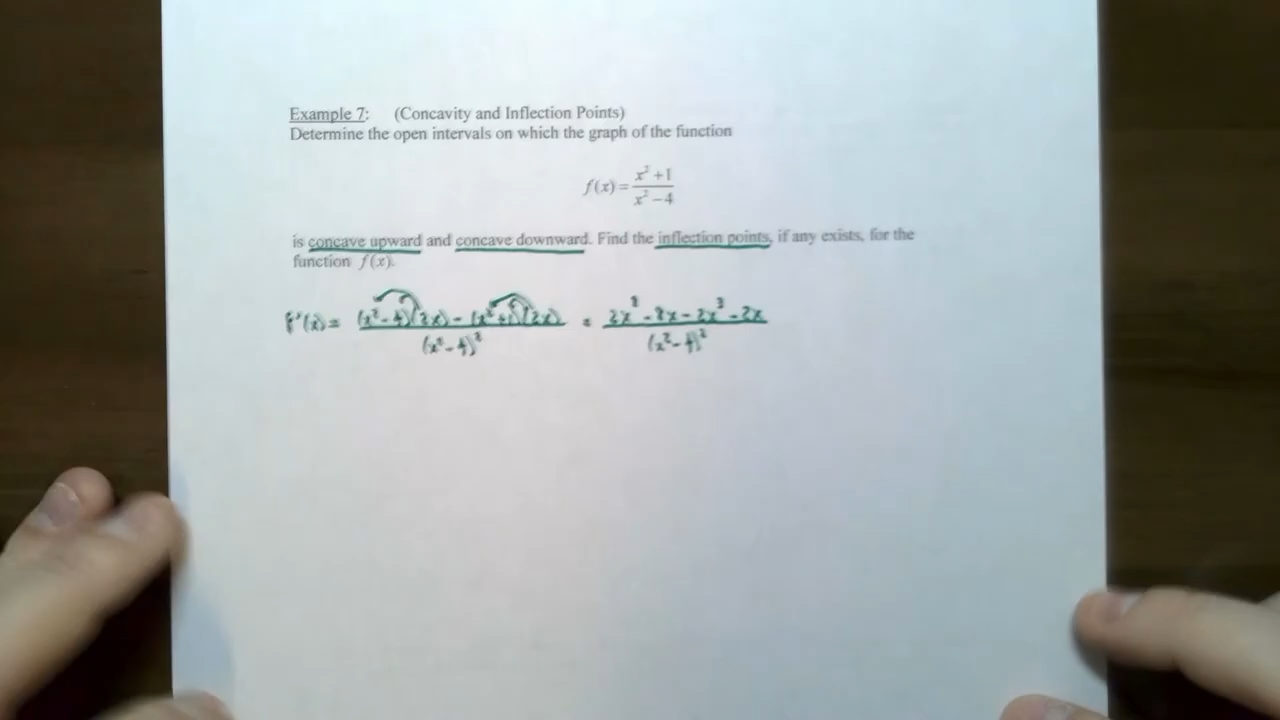 Example 7: (Concavity and Inflection Points)
Determine the open intervals on which the graph of the function
f(x) = (x² + 1)/(x² − 4)
is concave upward and concave downward. Find the inflection points, if any exists, for the
function f(x).
f'(x) = ((x² − 4)(2x) − (x² + 1)(2x))/(x² − 4)² = (2x³ − 8x − 2x³ − 2x)/(x² − 4)²